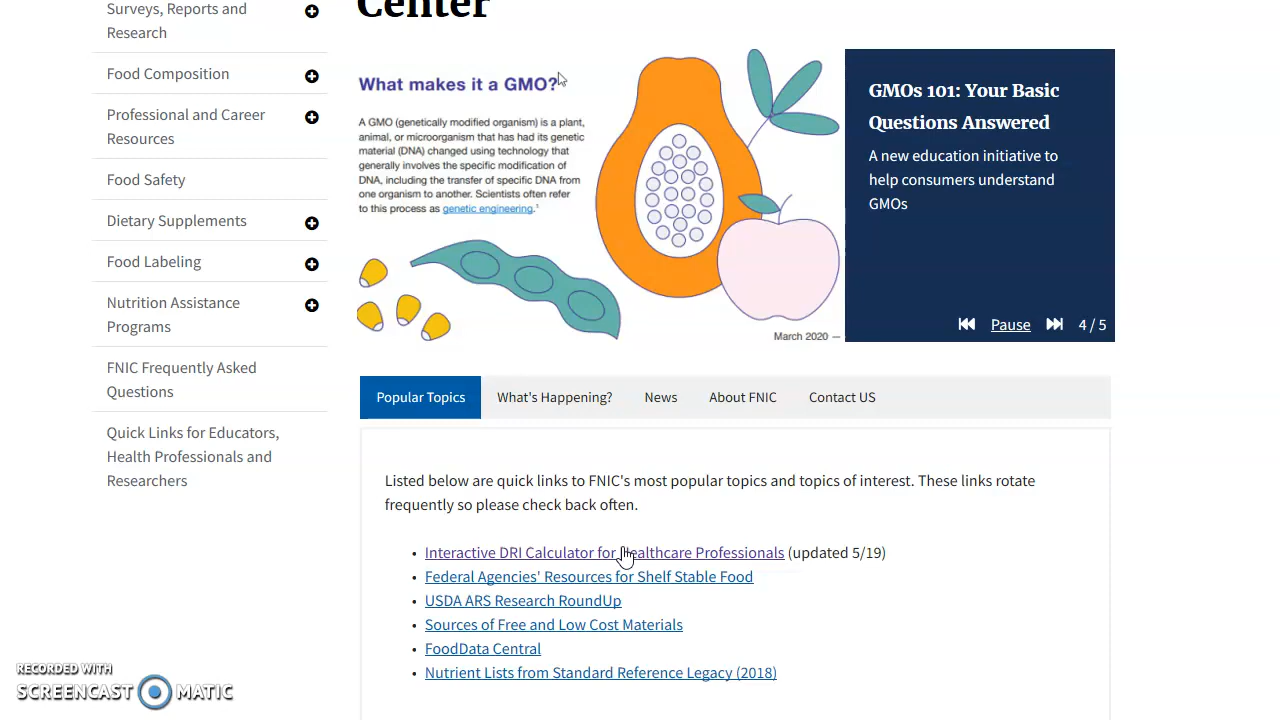 Surveys, Reports and
Research
Food Composition
Professional and Career
Resources
Food Safety
Dietary Supplements
Food Labeling
Nutrition Assistance
Programs
FNIC Frequently Asked
Questions
Quick Links for Educators,
Health Professionals and
Researchers
Center
What makes it a GMO?
A GMO (genetically modified organism) is a plant,
animal, or microorganism that has had its genetic
material (DNA) changed using technology that
generally involves the specific modification of
DNA, including the transfer of specific DNA from
one organism to another. Scientists often refer
to this process as genetic engineering.¹
March 2020 —
GMOs 101: Your Basic
Questions Answered
A new education initiative to
help consumers understand
GMOs
Pause 4 / 5
Popular Topics What's Happening? News About FNIC Contact US
Listed below are quick links to FNIC's most popular topics and topics of interest. These links rotate
frequently so please check back often.
• Interactive DRI Calculator for Healthcare Professionals (updated 5/19)
• Federal Agencies' Resources for Shelf Stable Food
• USDA ARS Research RoundUp
• Sources of Free and Low Cost Materials
• FoodData Central
• Nutrient Lists from Standard Reference Legacy (2018)
RECORDED WITH
SCREENCAST MATIC